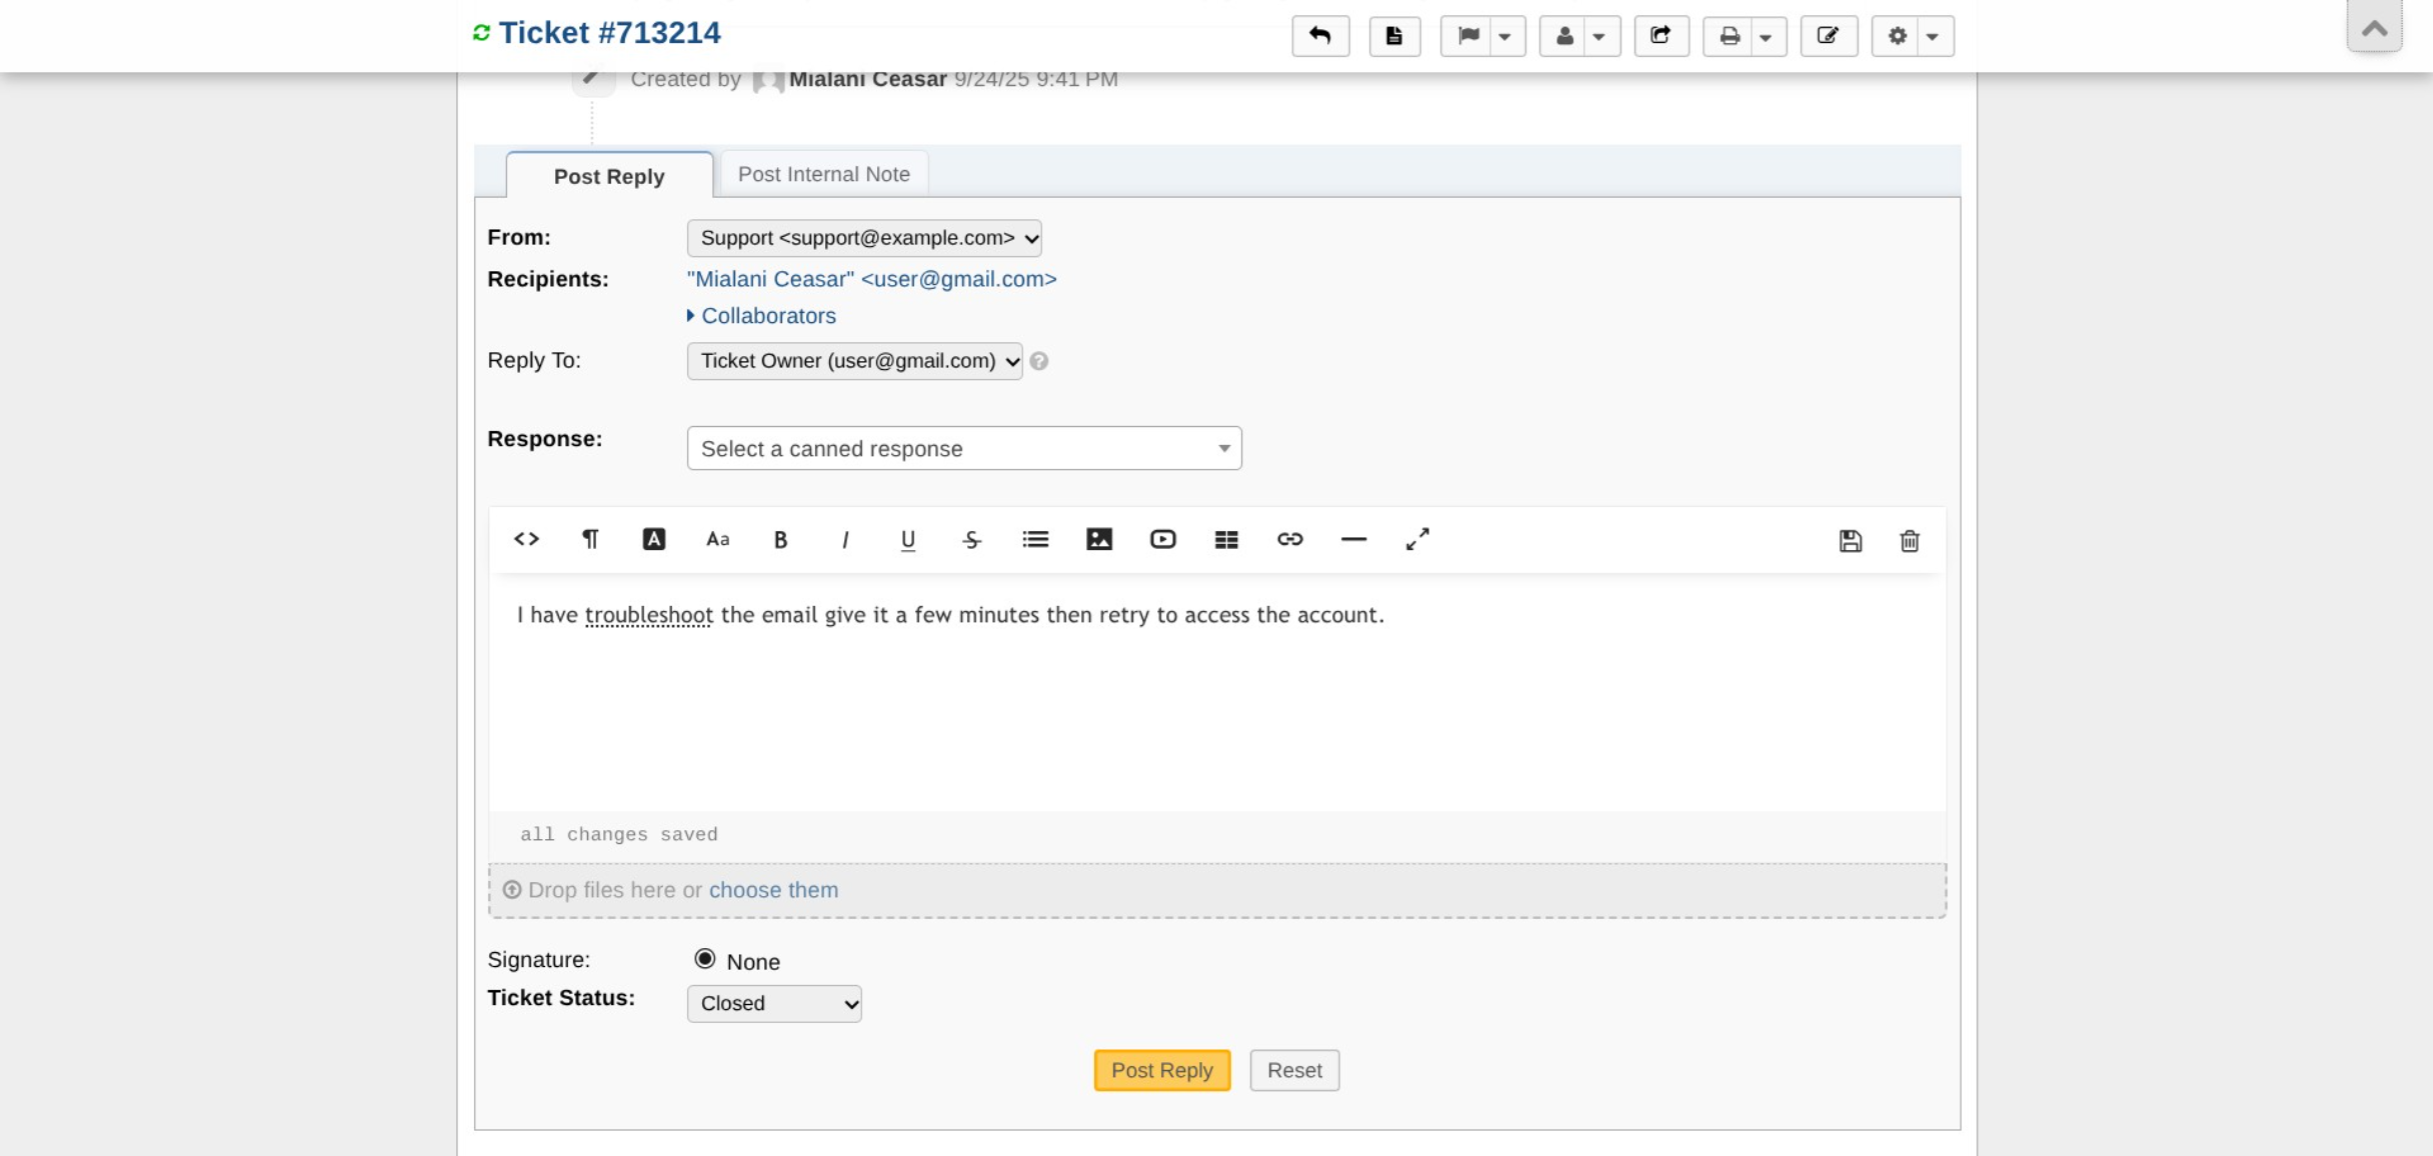 Ticket #713214
Created by Mialani Ceasar 9/24/25 9:41 PM
Post Reply
Post Internal Note
From: Support <support@example.com>
Recipients: "Mialani Ceasar" <user@gmail.com>
Collaborators
Reply To: Ticket Owner (user@gmail.com) ?
Response: Select a canned response
A Aa B I U S
I have troubleshoot the email give it a few minutes then retry to access the account.
all changes saved
Drop files here or choose them
Signature: None
Ticket Status: Closed
Post Reply Reset